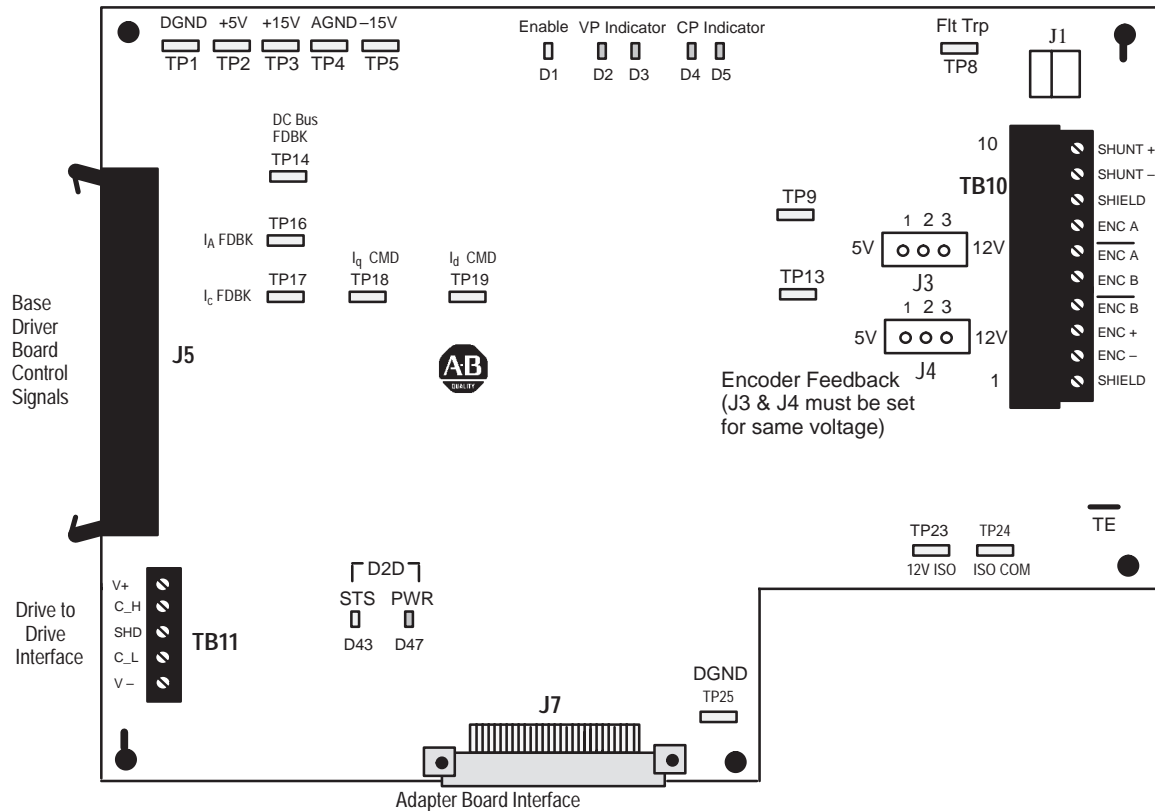 DGND +5V +15V AGND –15V
TP1 TP2 TP3 TP4 TP5
Enable VP Indicator CP Indicator
D1 D2 D3 D4 D5
Flt Trp
TP8
J1
DC Bus
FDBK
TP14
TP16
I_A FDBK
TP17
I_c FDBK
I_q CMD
TP18
I_d CMD
TP19
Base
Driver
Board
Control
Signals
J5
A·B
QUALITY
TP9
TP13
1 2 3
5V 12V
J3
1 2 3
5V 12V
J4
Encoder Feedback
(J3 & J4 must be set
for same voltage)
10
TB10
1
SHUNT +
SHUNT –
SHIELD
ENC A
ENC A
ENC B
ENC B
ENC +
ENC –
SHIELD
TE
TP23 TP24
12V ISO ISO COM
Drive to
Drive
Interface
V+
C_H
SHD
C_L
V –
TB11
D2D
STS PWR
D43 D47
DGND
TP25
J7
Adapter Board Interface